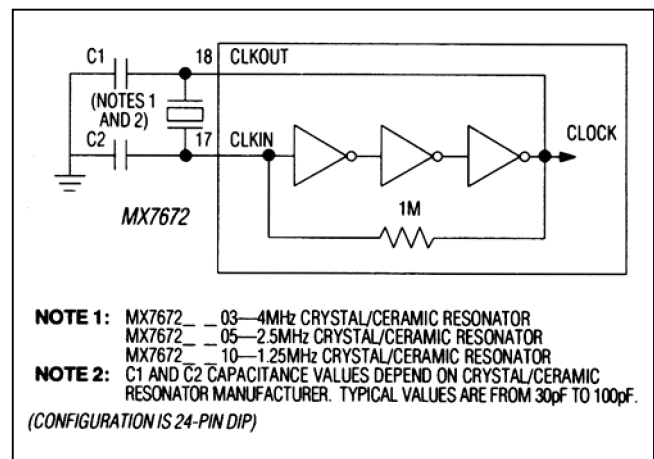 C1
18 CLKOUT
(NOTES 1
AND 2)
C2
17 CLKIN
CLOCK
MX7672
1M
NOTE 1: MX7672_ _ 03—4MHz CRYSTAL/CERAMIC RESONATOR
MX7672_ _ 05—2.5MHz CRYSTAL/CERAMIC RESONATOR
MX7672_ _ 10—1.25MHz CRYSTAL/CERAMIC RESONATOR
NOTE 2: C1 AND C2 CAPACITANCE VALUES DEPEND ON CRYSTAL/CERAMIC
RESONATOR MANUFACTURER. TYPICAL VALUES ARE FROM 30pF TO 100pF.
(CONFIGURATION IS 24-PIN DIP)